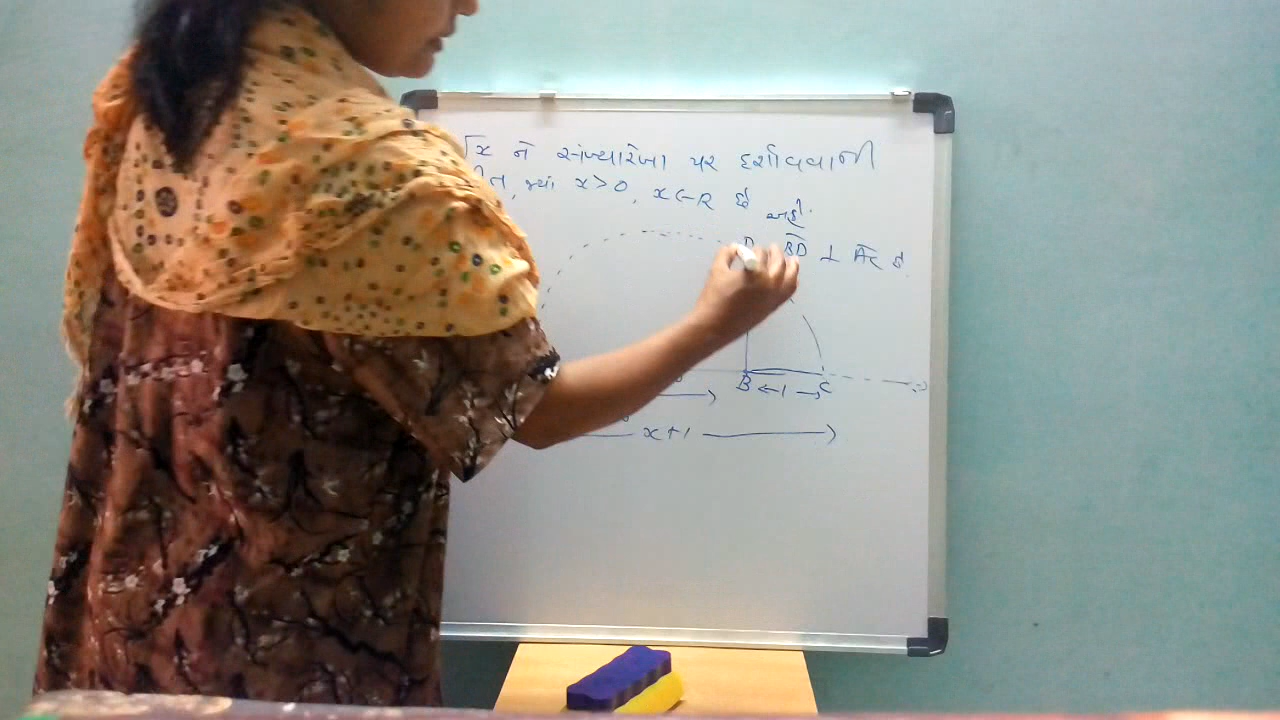 √x ને સંખ્યારેખા પર દર્શાવવાની
જ્યાં x>0, x∈R છે અહીં.
D BD ⊥ AC છે.
B ←1→ C
x+1